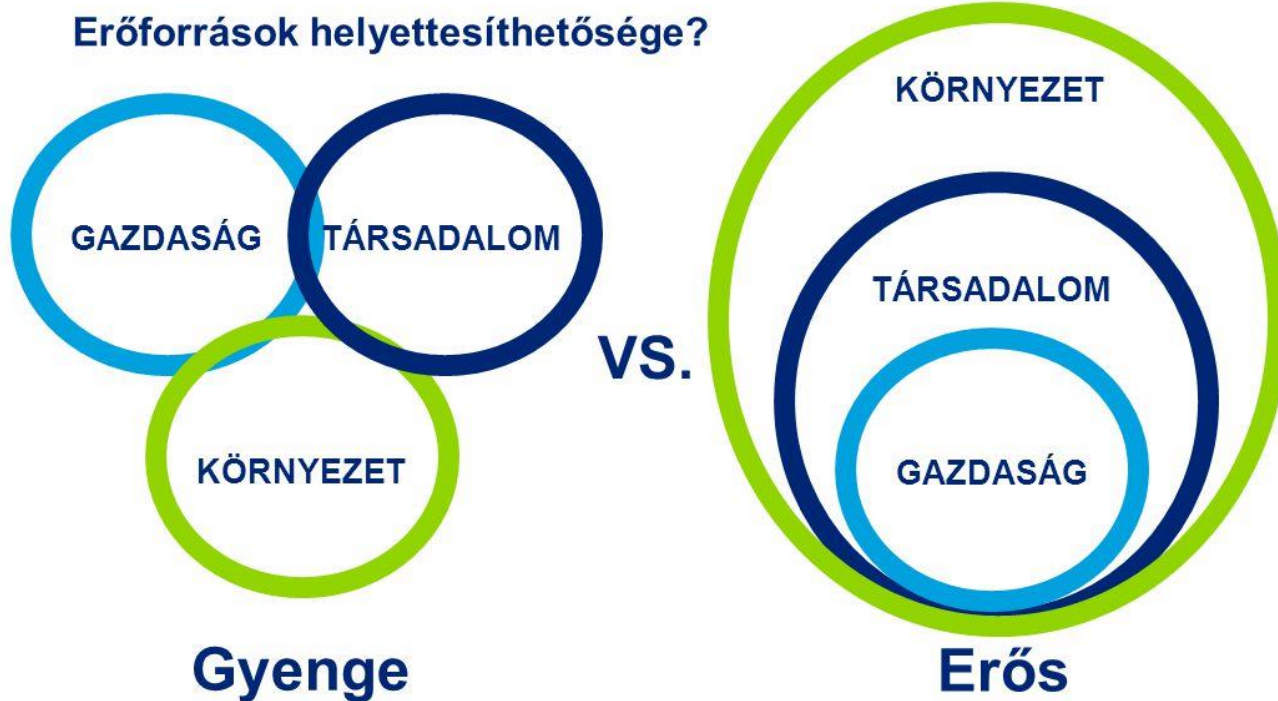 Erőforrások helyettesíthetősége?
GAZDASÁG
TÁRSADALOM
KÖRNYEZET
Gyenge
VS.
KÖRNYEZET
TÁRSADALOM
GAZDASÁG
Erős